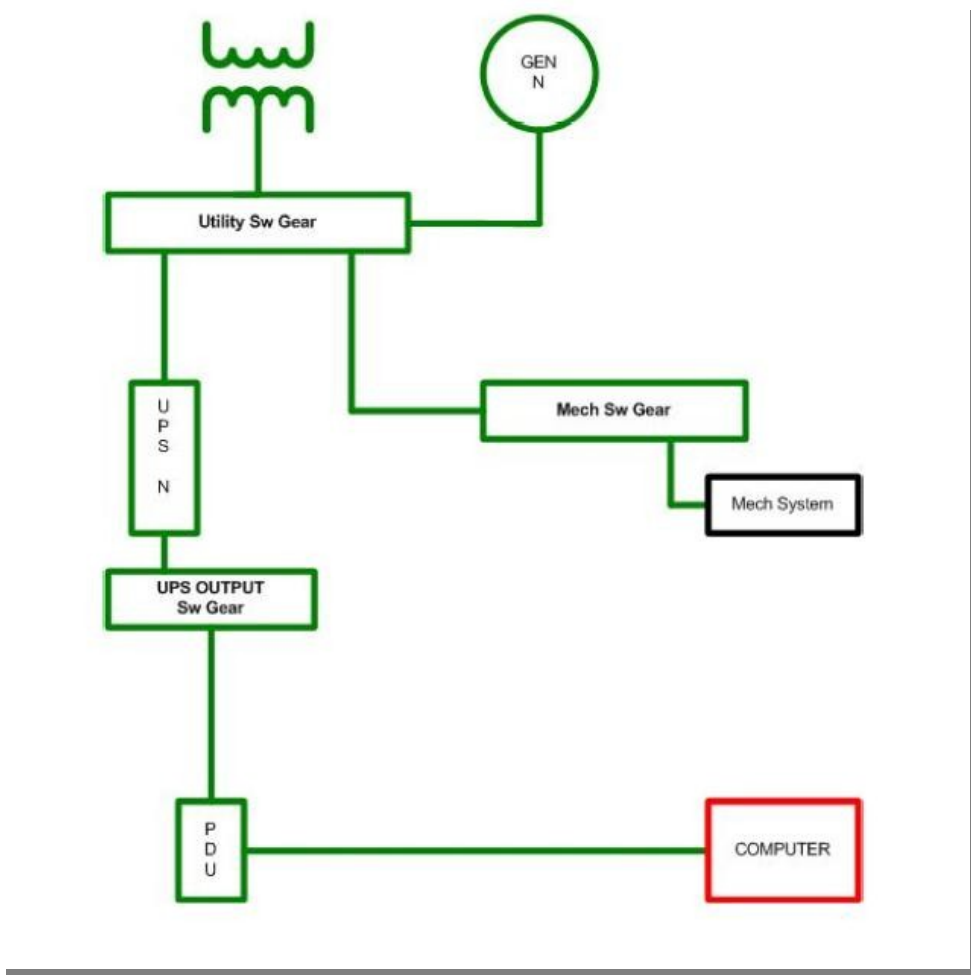 GEN
N
Utility Sw Gear
U
P
S
N
Mech Sw Gear
Mech System
UPS OUTPUT
Sw Gear
P
D
U
COMPUTER